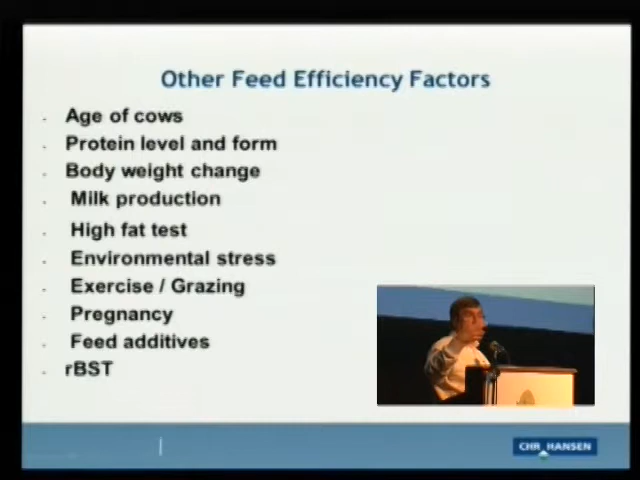 Other Feed Efficiency Factors
Age of cows
Protein level and form
Body weight change
Milk production
High fat test
Environmental stress
Exercise / Grazing
Pregnancy
Feed additives
rBST
CHR HANSEN